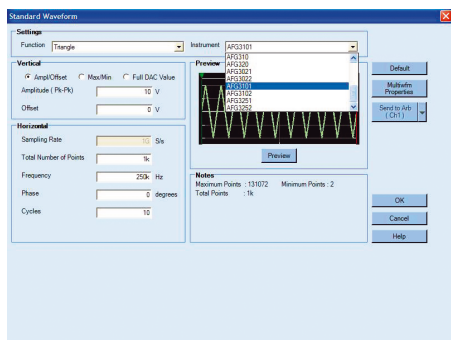 Standard Waveform
Settings
Function Triangle Instrument AFG3101
AFG310
AFG320
AFG3021
AFG3022
AFG3101
AFG3102
AFG3251
AFG3252
Vertical
Ampl/Offset Max/Min Full DAC Value
Amplitude ( Pk-Pk) 10 V
Offset 0 V
Horizontal
Sampling Rate 1G S/s
Total Number of Points 1k
Frequency 250k Hz
Phase 0 degrees
Cycles 10
Preview
Preview
Notes
Maximum Points : 131072 Minimum Points : 2
Total Points : 1k
Default
Multiwfm
Properties
Send to Arb
( Ch1 )
OK
Cancel
Help